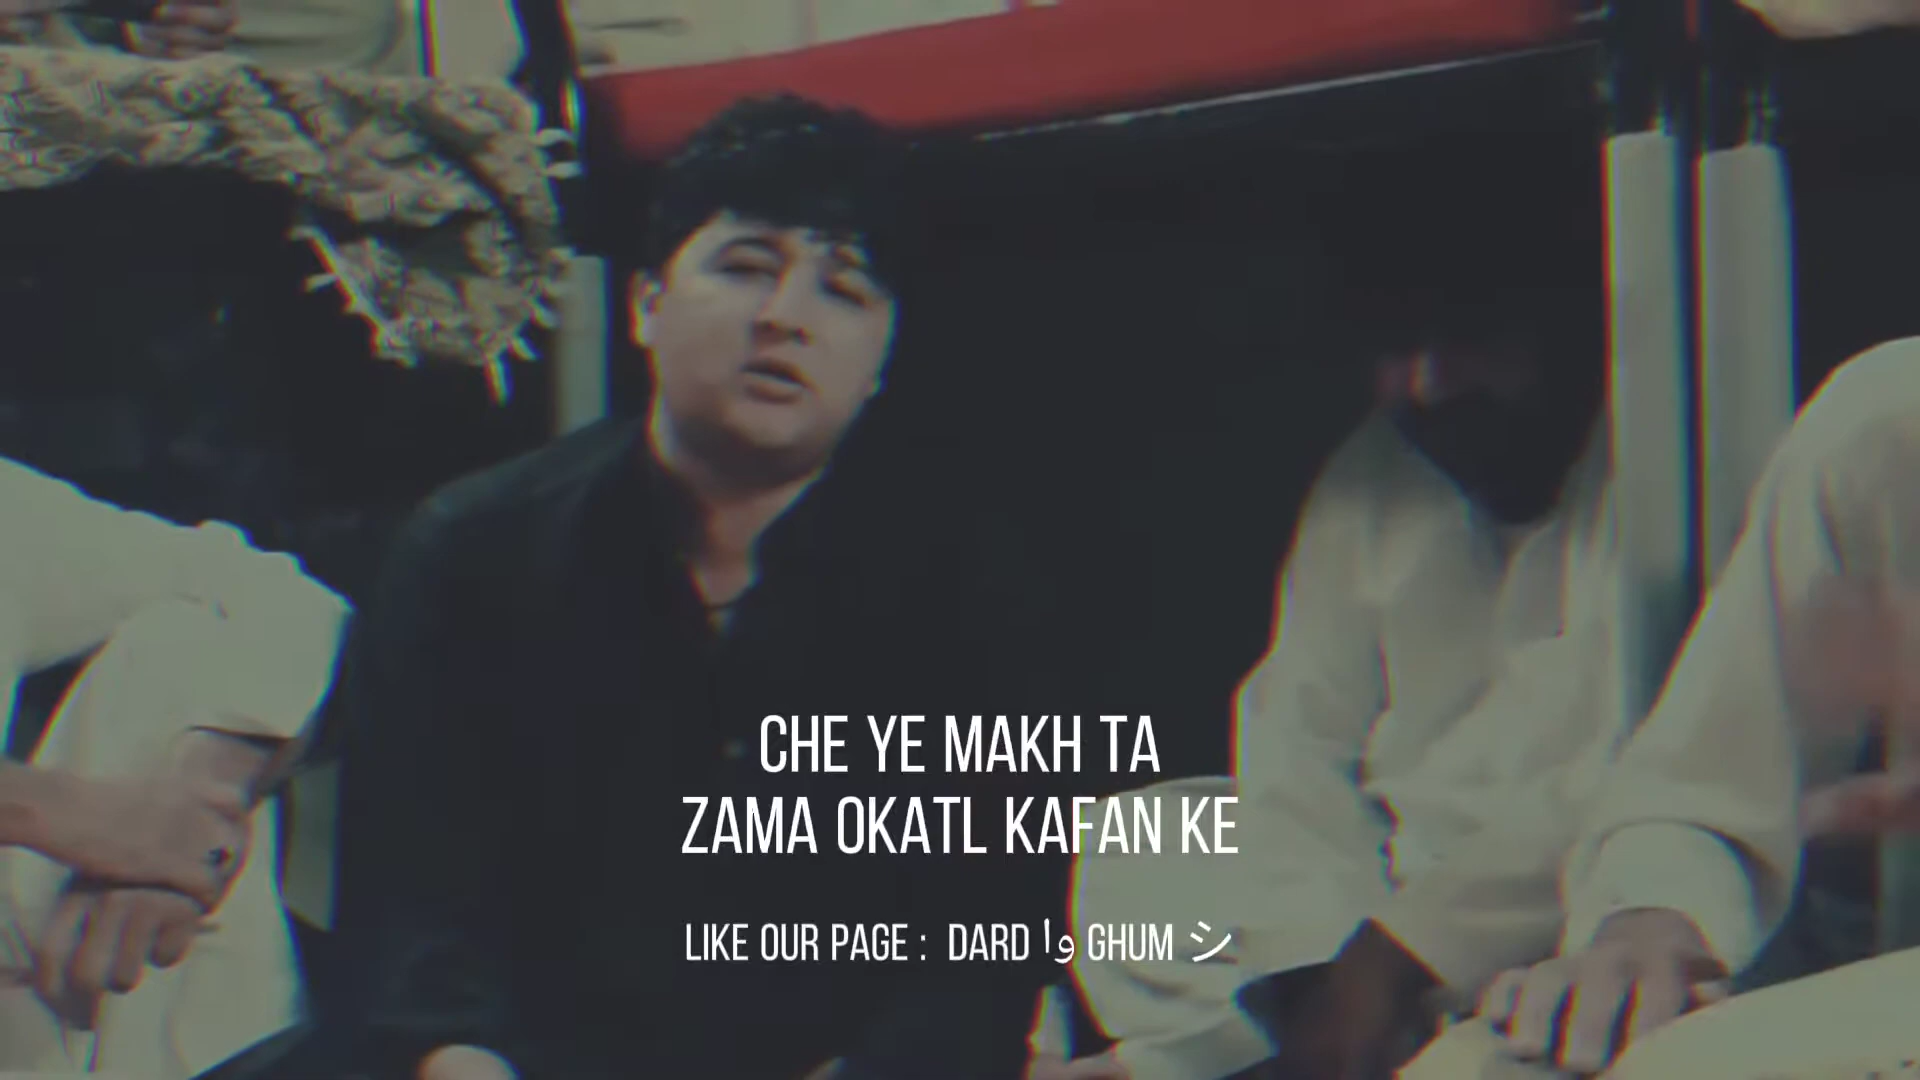 CHE YE MAKH TA
ZAMA OKATL KAFAN KE
LIKE OUR PAGE : DARD وا GHUM シ